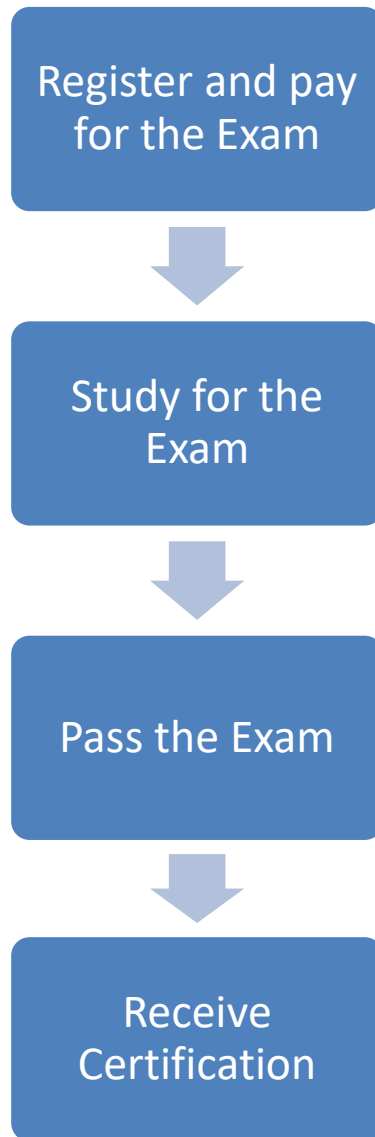 Register and pay
for the Exam
Study for the
Exam
Pass the Exam
Receive
Certification